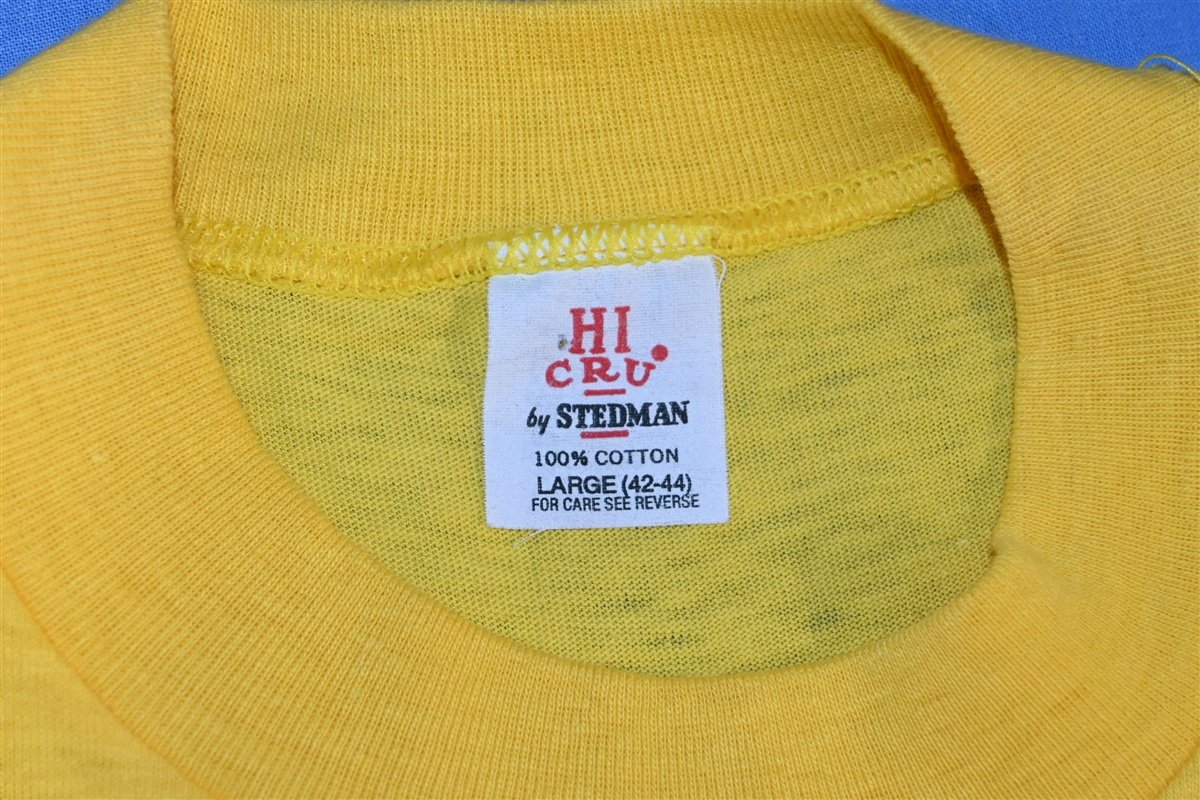 HI
CRU
by STEDMAN
100% COTTON
LARGE (42-44)
FOR CARE SEE REVERSE